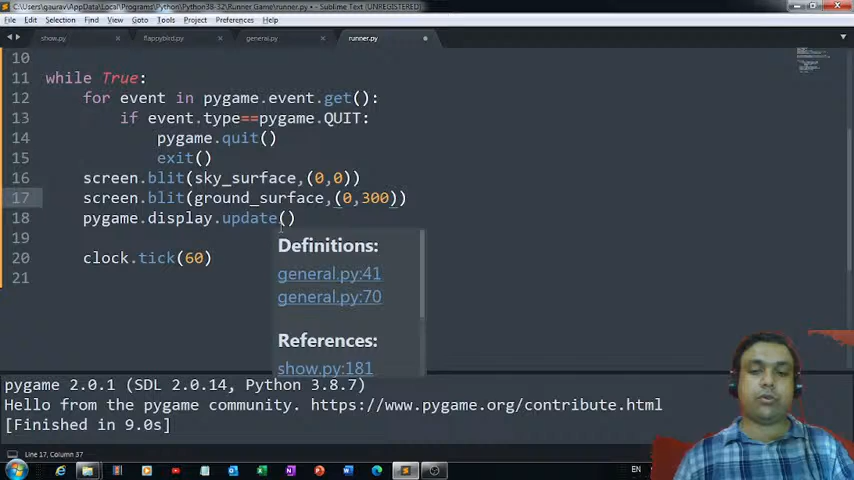 C:\Users\gaurav\AppData\Local\Programs\Python\Python38-32\Runner Game\runner.py • - Sublime Text (UNREGISTERED)
File Edit Selection Find View Goto Tools Project Preferences Help
show.py flappybird.py general.py runner.py
10
11 while True:
12 for event in pygame.event.get():
13 if event.type==pygame.QUIT:
14 pygame.quit()
15 exit()
16 screen.blit(sky_surface,(0,0))
17 screen.blit(ground_surface,(0,300))
18 pygame.display.update()
19
20 clock.tick(60)
21
Definitions:
general.py:41
general.py:70
References:
show.py:181
pygame 2.0.1 (SDL 2.0.14, Python 3.8.7)
Hello from the pygame community. https://www.pygame.org/contribute.html
[Finished in 9.0s]
Line 17, Column 37
EN